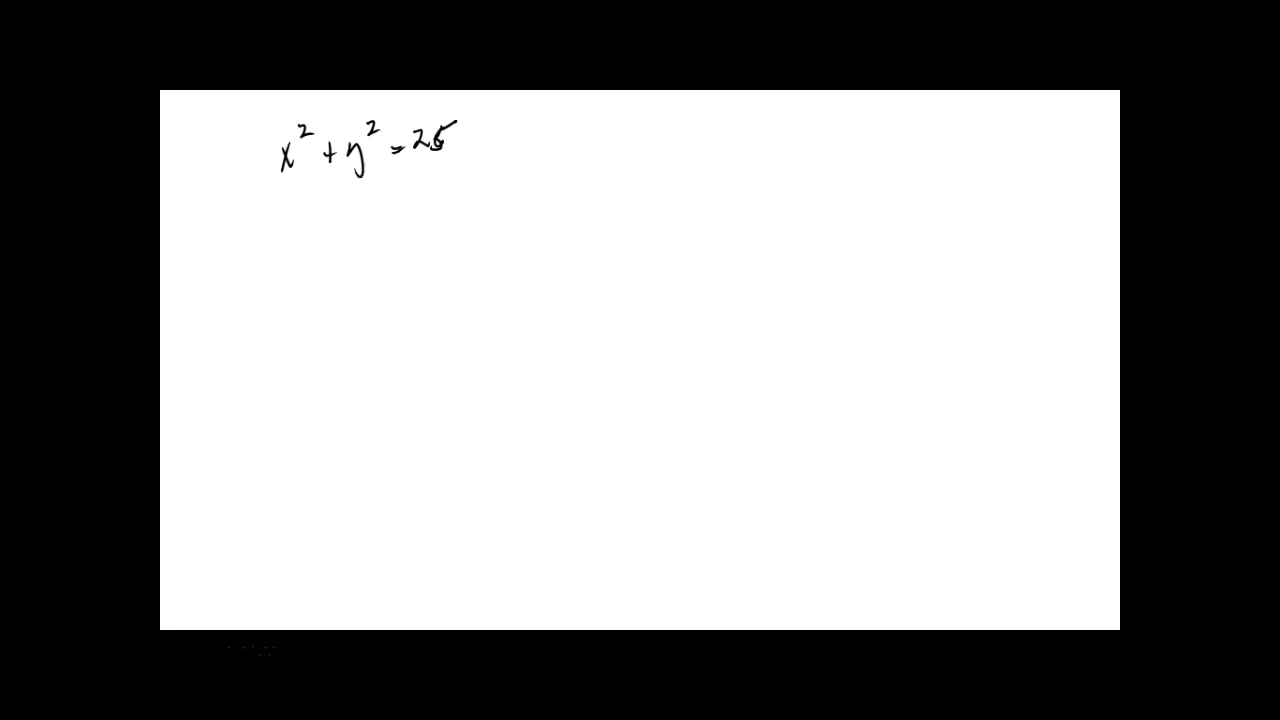 x² + y² = 25